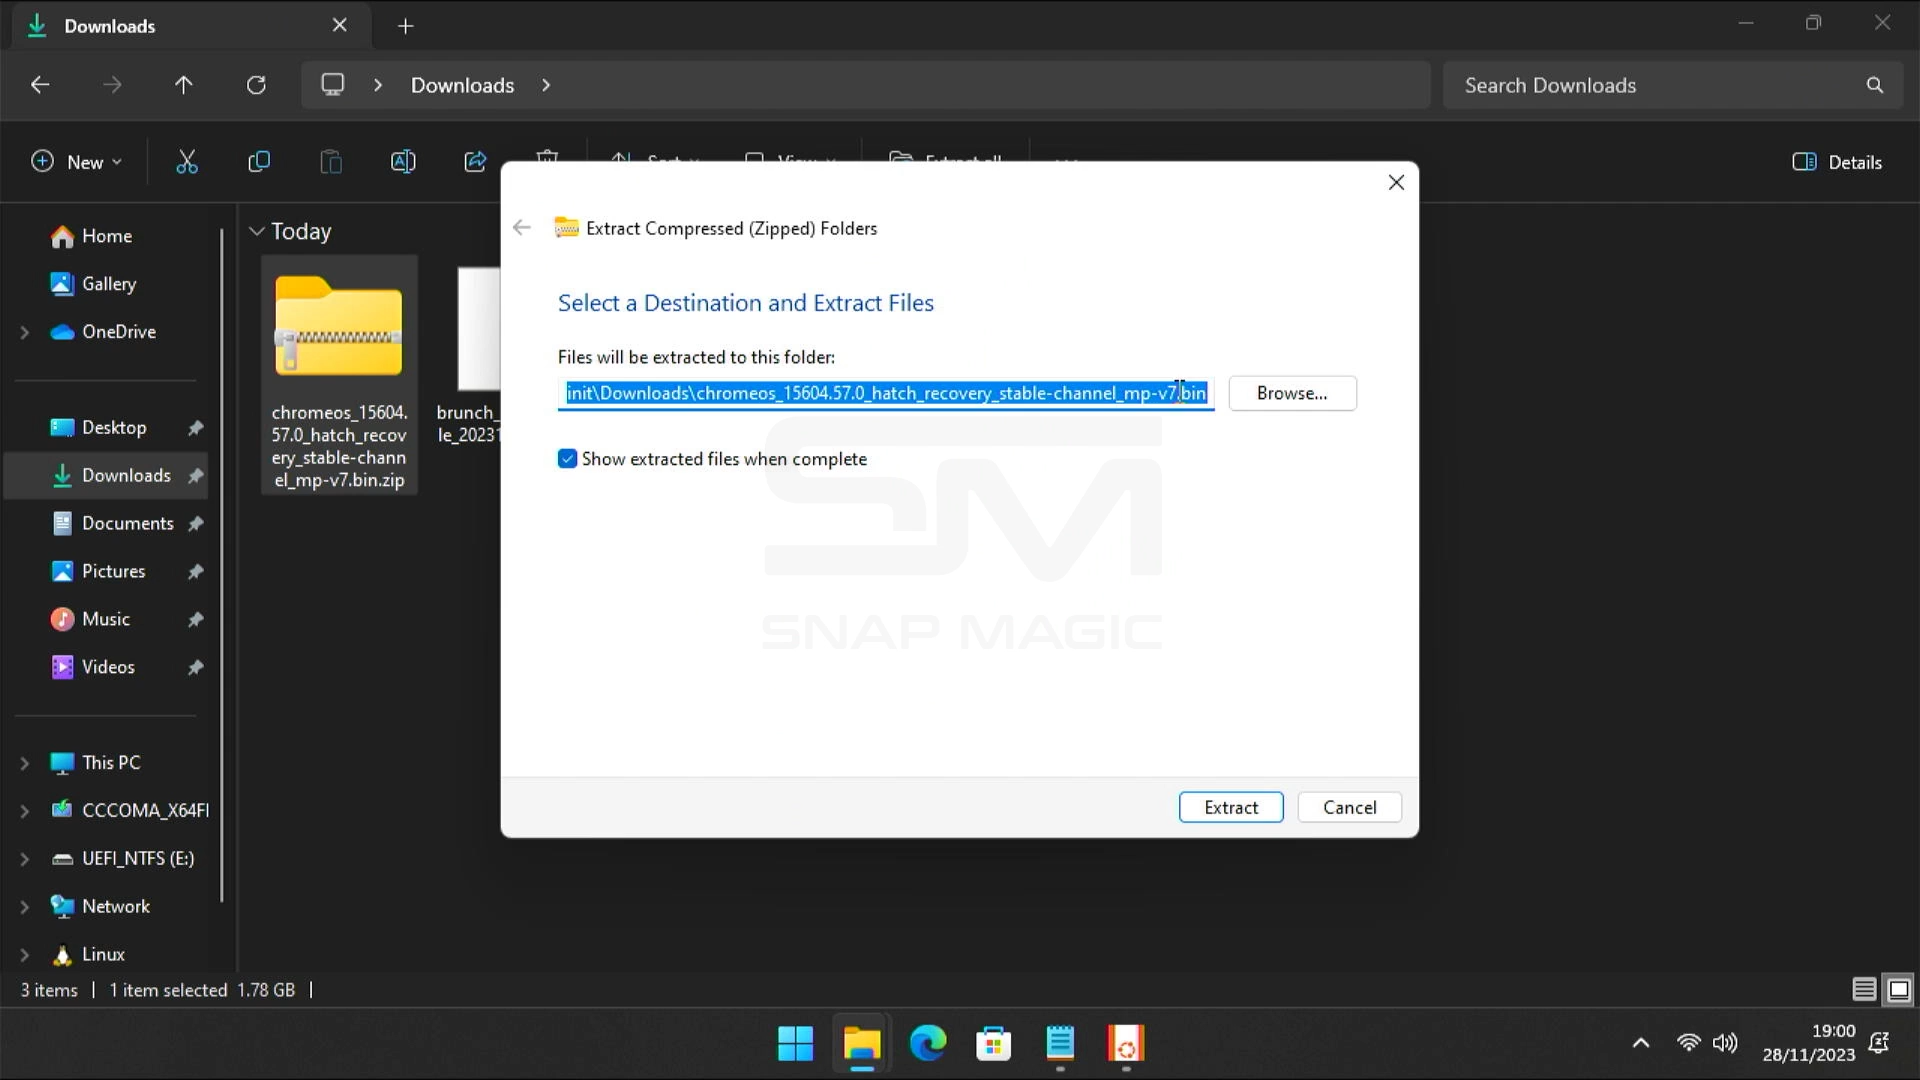 Downloads
Downloads
Search Downloads
New
Details
Home
Gallery
OneDrive
Desktop
Downloads
Documents
Pictures
Music
Videos
This PC
CCCOMA_X64F
UEFI_NTFS (E:)
Network
Linux
Today
chromeos_15604.
57.0_hatch_recov
ery_stable-chann
el_mp-v7.bin.zip
brunch_
le_20231
Extract Compressed (Zipped) Folders
Select a Destination and Extract Files
Files will be extracted to this folder:
init\Downloads\chromeos_15604.57.0_hatch_recovery_stable-channel_mp-v7.bin
Browse...
Show extracted files when complete
SM
SNAP MAGIC
Extract
Cancel
3 items
1 item selected 1.78 GB
19:00
28/11/2023